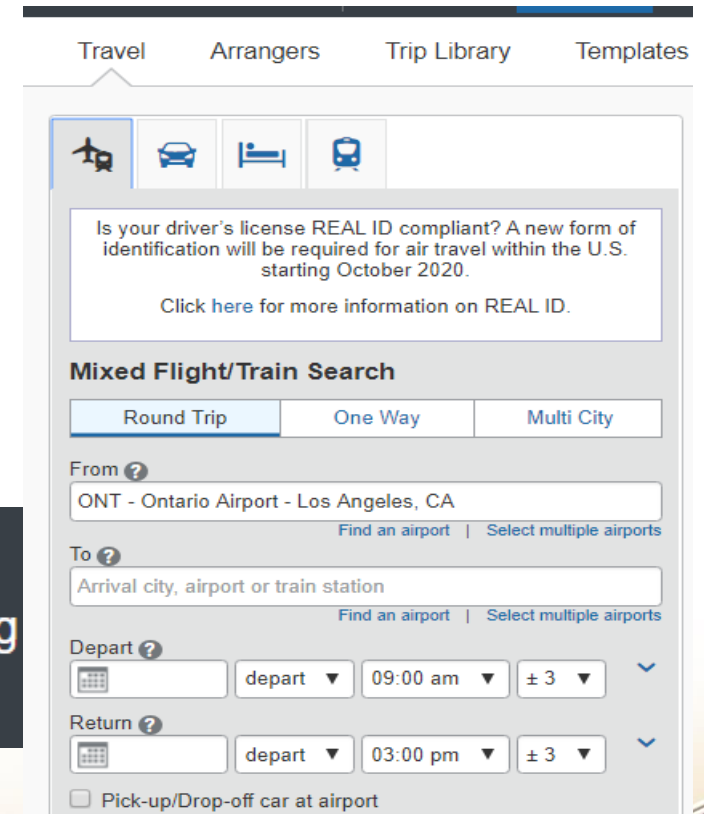 Travel Arrangers Trip Library Templates
Is your driver's license REAL ID compliant? A new form of
identification will be required for air travel within the U.S.
starting October 2020.
Click here for more information on REAL ID.
Mixed Flight/Train Search
Round Trip One Way Multi City
From ?
ONT - Ontario Airport - Los Angeles, CA
Find an airport | Select multiple airports
To ?
Arrival city, airport or train station
Find an airport | Select multiple airports
g
Depart ?
depart ▼ 09:00 am ▼ ± 3 ▼
Return ?
depart ▼ 03:00 pm ▼ ± 3 ▼
Pick-up/Drop-off car at airport